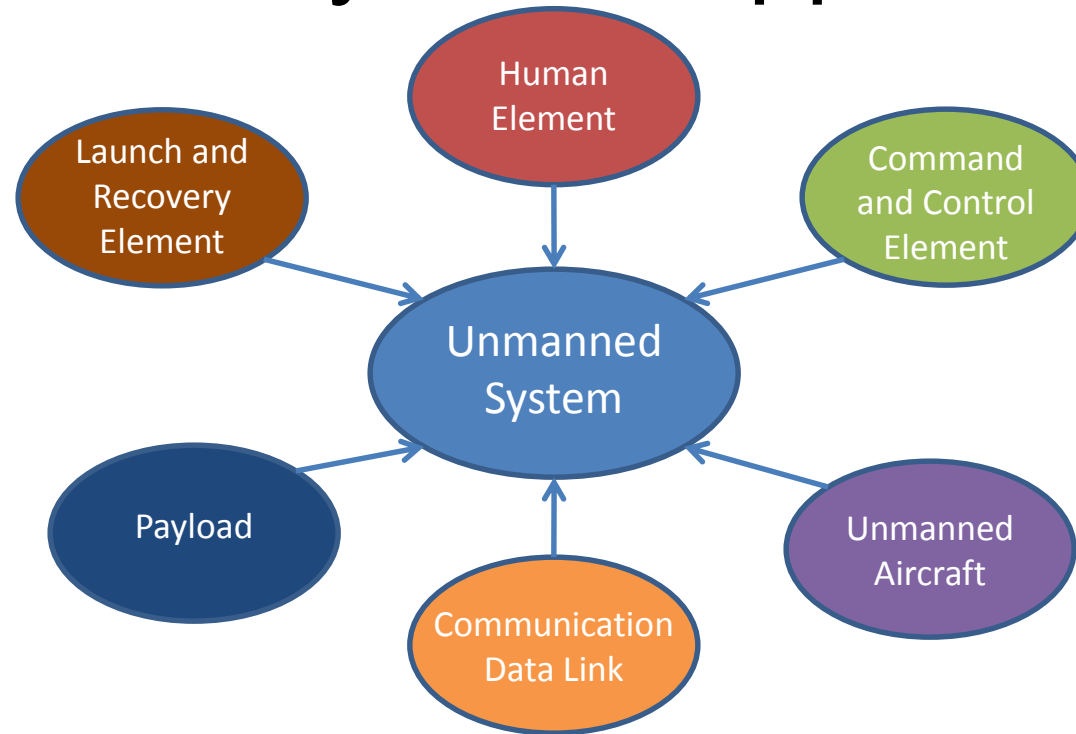 Human
Element
Launch and
Recovery
Element
Command
and Control
Element
Unmanned
System
Payload
Unmanned
Aircraft
Communication
Data Link